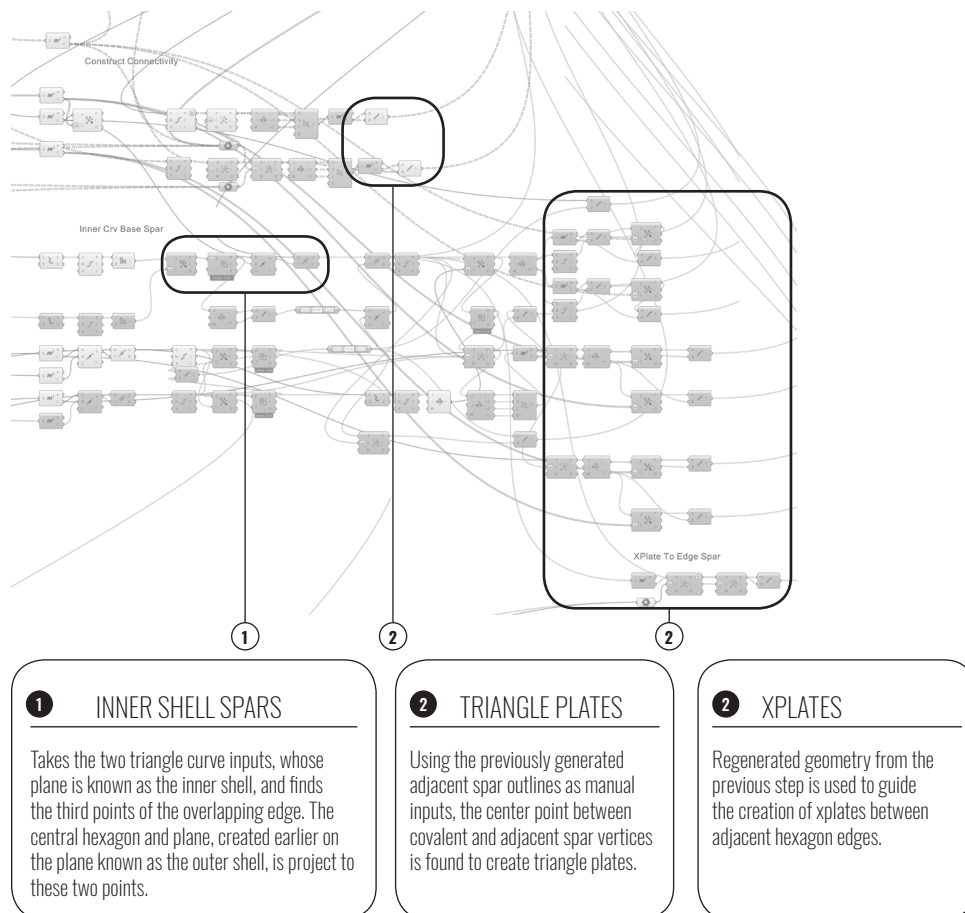 Construct Connectivity
Inner Crv Base Spar
XPlate To Edge Spar
1
2
2
1 INNER SHELL SPARS
Takes the two triangle curve inputs, whose
plane is known as the inner shell, and finds
the third points of the overlapping edge. The
central hexagon and plane, created earlier on
the plane known as the outer shell, is project to
these two points.
2 TRIANGLE PLATES
Using the previously generated
adjacent spar outlines as manual
inputs, the center point between
covalent and adjacent spar vertices
is found to create triangle plates.
2 XPLATES
Regenerated geometry from the
previous step is used to guide
the creation of xplates between
adjacent hexagon edges.